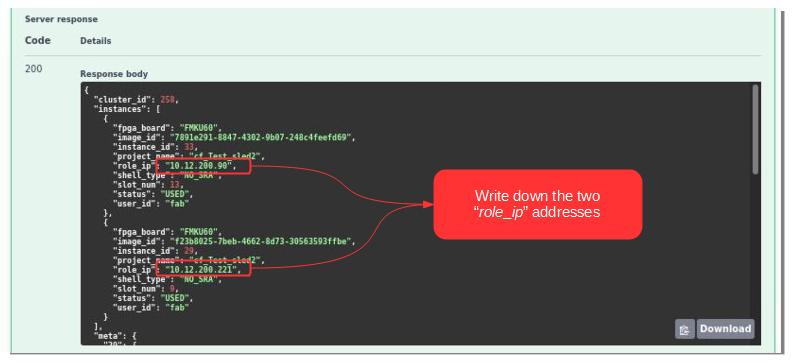 Server response
Code Details
200
Response body
{
"cluster_id": 258,
"instances": [
{
"fpga_board": "FMKU60",
"image_id": "7891e291-8847-4302-9b07-248c4feefd69",
"instance_id": 33,
"project_name": "cf_Test_sled2",
"role_ip": "10.12.200.90",
"shell_type": "NO_SRA",
"slot_num": 13,
"status": "USED",
"user_id": "fab"
},
{
"fpga_board": "FMKU60",
"image_id": "f23b8025-7beb-4662-8d73-30563593ffbe",
"instance_id": 29,
"project_name": "cf_Test_sled2",
"role_ip": "10.12.200.221",
"shell_type": "NO_SRA",
"slot_num": 9,
"status": "USED",
"user_id": "fab"
}
],
"meta": {
"20": {
Write down the two
“role_ip” addresses
Download